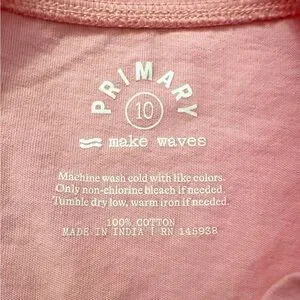 PRIMARY
10
make waves
Machine wash cold with like colors.
Only non-chlorine bleach if needed.
Tumble dry low, warm iron if needed.
100% COTTON
MADE IN INDIA | RN 145938